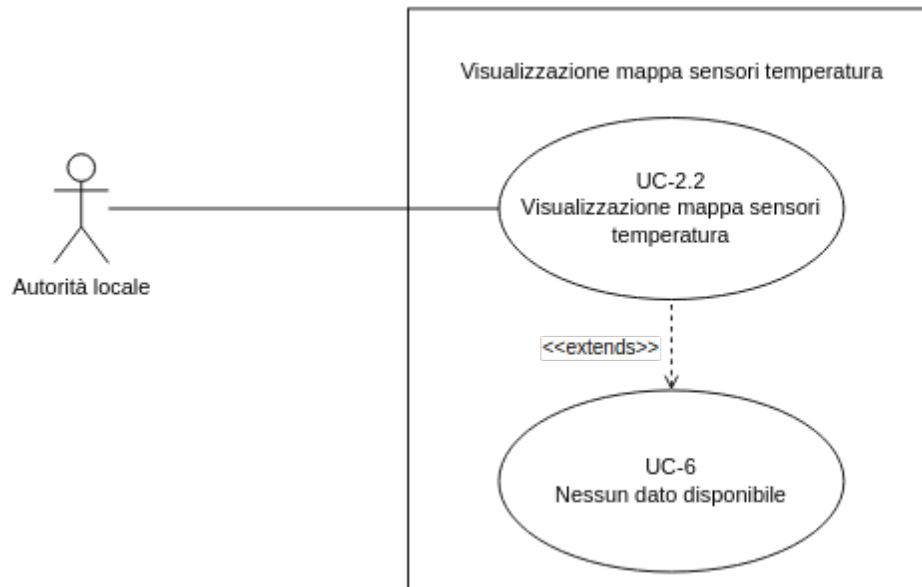 Visualizzazione mappa sensori temperatura
UC-2.2
Visualizzazione mappa sensori
temperatura
Autorità locale
<<extends>>
UC-6
Nessun dato disponibile